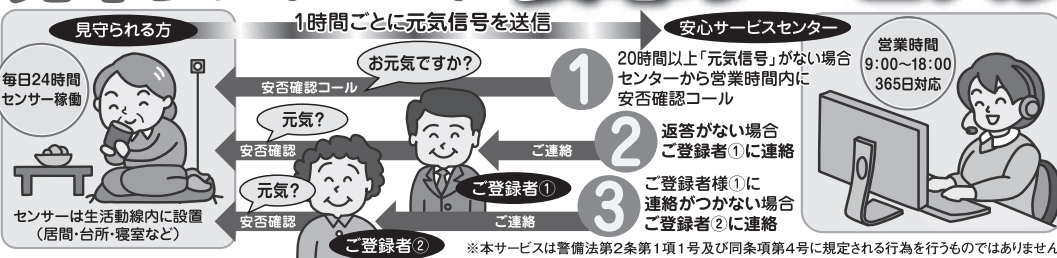 見守られる方
1時間ごとに元気信号を送信
安心サービスセンター
毎日24時間
センサー稼働
お元気ですか?
安否確認コール
1
20時間以上「元気信号」がない場合
センターから営業時間内に
安否確認コール
営業時間
9:00～18:00
365日対応
元気?
安否確認
ご連絡
2
返答がない場合
ご登録者①に連絡
元気?
安否確認
ご登録者①
ご連絡
3
ご登録者様①に
連絡がつかない場合
ご登録者②に連絡
センサーは生活動線内に設置
(居間・台所・寝室など)
ご登録者②
※本サービスは警備法第2条第1項1号及び同条項第4号に規定される行為を行うものではありません